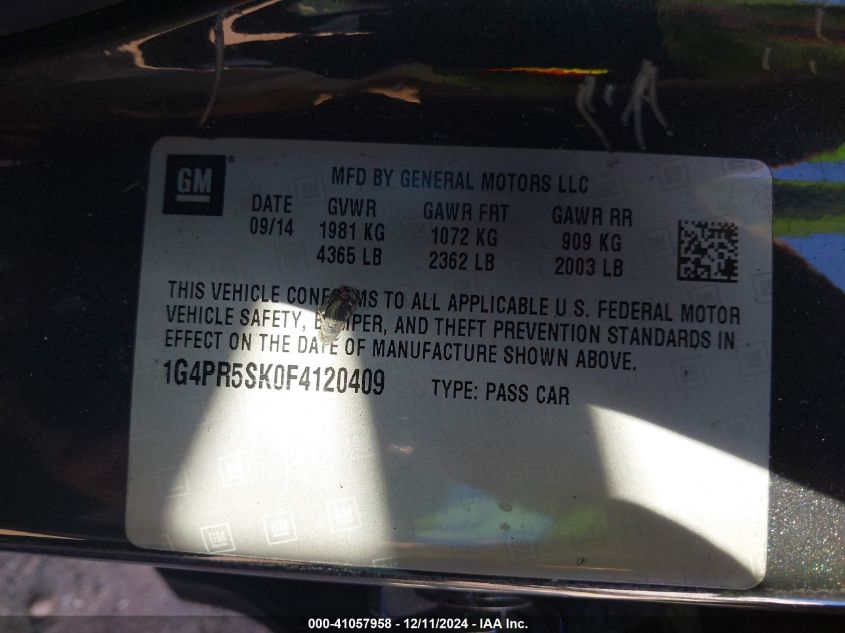 GM
MFD BY GENERAL MOTORS LLC
DATE GVWR GAWR FRT GAWR RR
09/14 1981 KG 1072 KG 909 KG
4365 LB 2362 LB 2003 LB
THIS VEHICLE CONF MS TO ALL APPLICABLE U.S. FEDERAL MOTOR
VEHICLE SAFETY, B PER, AND THEFT PREVENTION STANDARDS IN
EFFECT ON THE DATE OF MANUFACTURE SHOWN ABOVE.
1G4PR5SK0F4120409 TYPE: PASS CAR
000-41057958 - 12/11/2024 - IAA Inc.